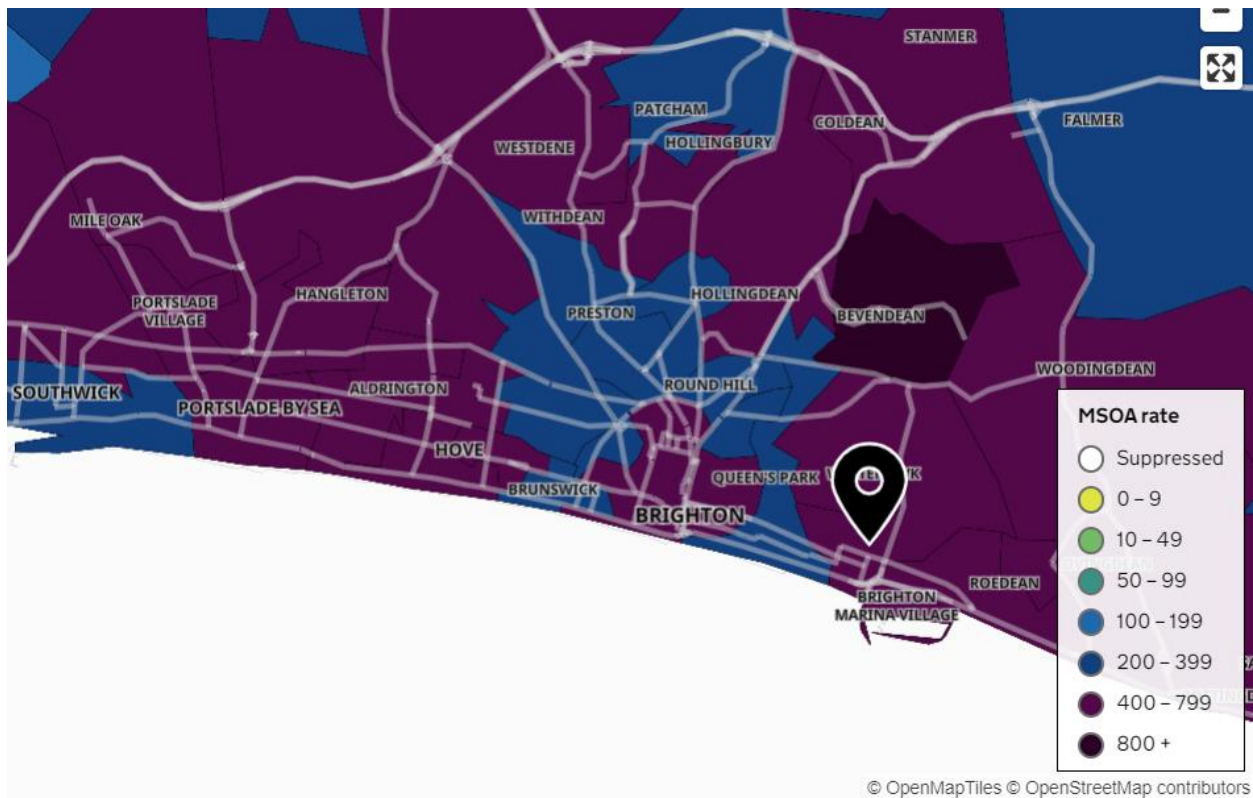 STANMER
PATCHAM
HOLLINGBURY
COLDEAN
FALMER
WESTDENE
MILE OAK
WITHDEAN
PORTSLADE
VILLAGE
HANGLETON
HOLLINGDEAN
PRESTON
BEVENDEAN
SOUTHWICK
ALDRINGTON
ROUND HILL
WOODINGDEAN
PORTSLADE BY SEA
HOVE
QUEEN'S PARK
BRUNSWICK
BRIGHTON
ROEDEAN
BRIGHTON
MARINA VILLAGE
MSOA rate
Suppressed
0 – 9
10 – 49
50 – 99
100 – 199
200 – 399
400 – 799
800 +
© OpenMapTiles © OpenStreetMap contributors